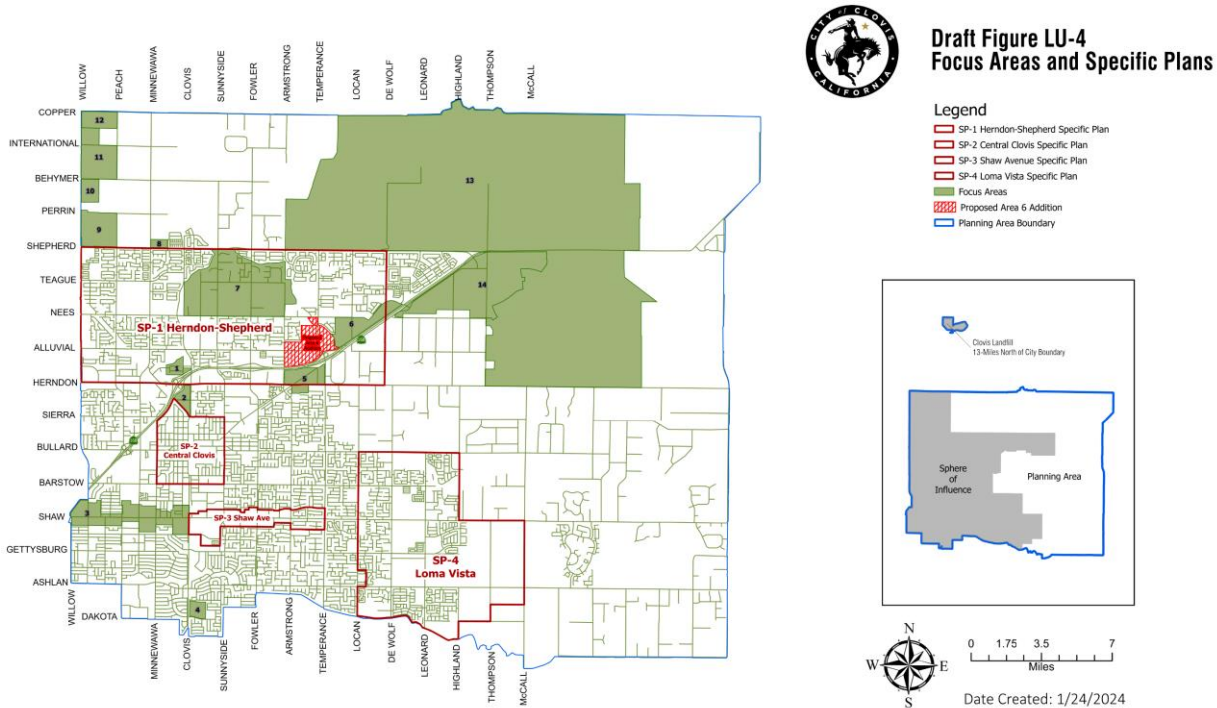 CITY of CLOVIS
CALIFORNIA
Draft Figure LU-4
Focus Areas and Specific Plans
Legend
SP-1 Herndon-Shepherd Specific Plan
SP-2 Central Clovis Specific Plan
SP-3 Shaw Avenue Specific Plan
SP-4 Loma Vista Specific Plan
Focus Areas
Proposed Area 6 Addition
Planning Area Boundary
WILLOW
PEACH
MINNEWAWA
CLOVIS
SUNNYSIDE
FOWLER
ARMSTRONG
TEMPERANCE
LOCAN
DE WOLF
LEONARD
HIGHLAND
THOMPSON
McCALL
COPPER
INTERNATIONAL
BEHYMER
PERRIN
SHEPHERD
TEAGUE
NEES
ALLUVIAL
HERNDON
SIERRA
BULLARD
BARSTOW
SHAW
GETTYSBURG
ASHLAN
DAKOTA
12
11
10
9
8
13
7
14
6
SP-1 Herndon-Shepherd
1
5
2
SP-2
Central Clovis
3
SP-3 Shaw Ave
SP-4
Loma Vista
4
WILLOW
MINNEWAWA
CLOVIS
SUNNYSIDE
FOWLER
ARMSTRONG
TEMPERANCE
LOCAN
DE WOLF
LEONARD
HIGHLAND
THOMPSON
McCALL
Clovis Landfill
13-Miles North of City Boundary
Sphere
of
Influence
Planning Area
N
W
E
S
0 1.75 3.5 7
Miles
Date Created: 1/24/2024